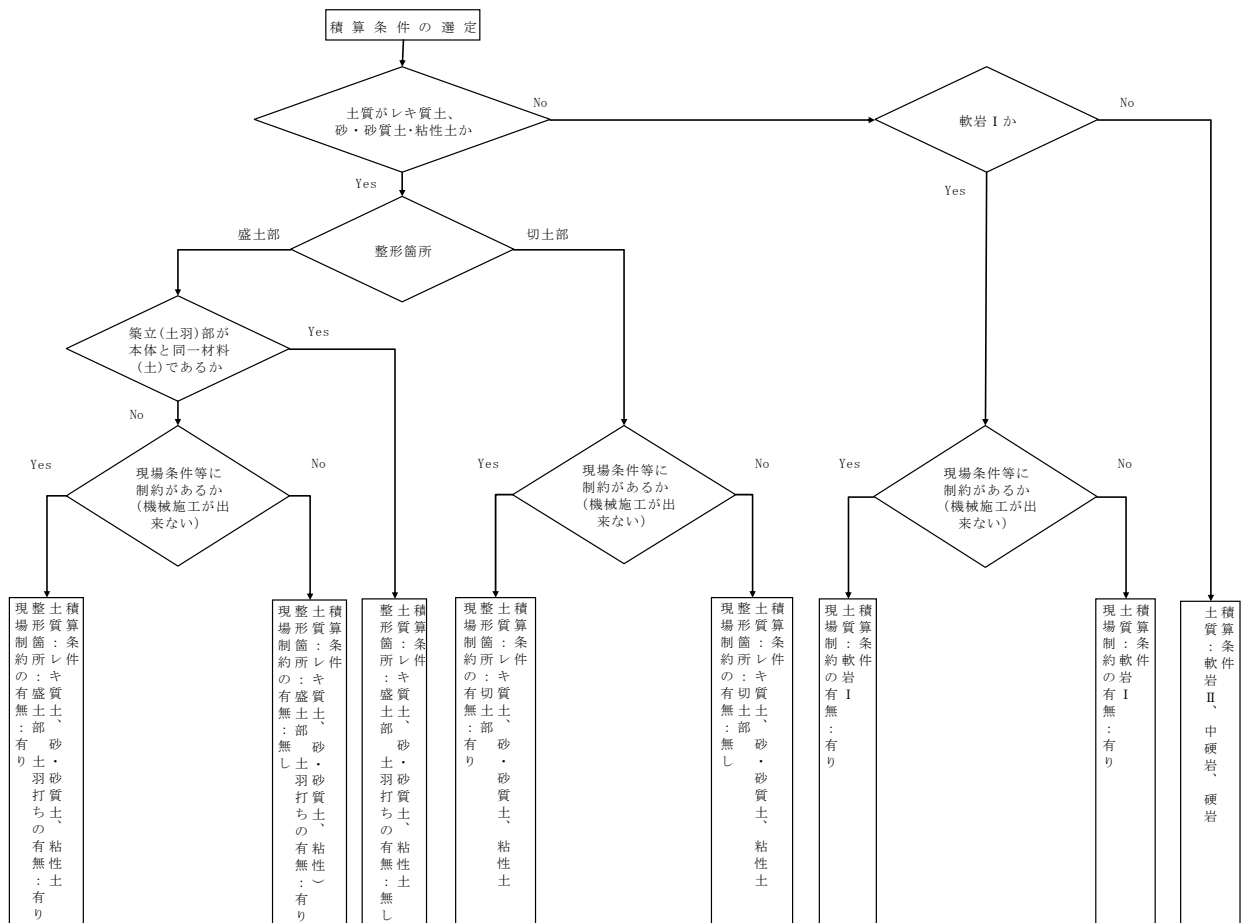 積算条件の選定
土質がレキ質土、
砂・砂質土・粘性土か
No
軟岩Ⅰか
No
Yes
Yes
盛土部
整形箇所
切土部
築立(土羽)部が
本体と同一材料
(土)であるか
Yes
No
Yes
現場条件等に
制約があるか
(機械施工が出
来ない)
No
Yes
現場条件等に
制約があるか
(機械施工が出
来ない)
No
Yes
現場条件等に
制約があるか
(機械施工が出
来ない)
No
積算条件
土質：レキ質土、砂・砂質土、粘性土
整形箇所：盛土部　土羽打ちの有無：有り
現場制約の有無：有り
積算条件
土質：レキ質土、砂・砂質土、粘性）
整形箇所：盛土部　土羽打ちの有無：有り
現場制約の有無：無し
積算条件
土質：レキ質土、砂・砂質土、粘性土
整形箇所：盛土部　土羽打ちの有無：無し
積算条件
土質：レキ質土、砂・砂質土、粘性土
整形箇所：切土部
現場制約の有無：有り
積算条件
土質：レキ質土、砂・砂質土、粘性土
整形箇所：切土部
現場制約の有無：無し
積算条件
土質：軟岩Ⅰ
現場制約の有無：有り
積算条件
土質：軟岩Ⅰ
現場制約の有無：有り
積算条件
土質：軟岩Ⅱ、中硬岩、硬岩